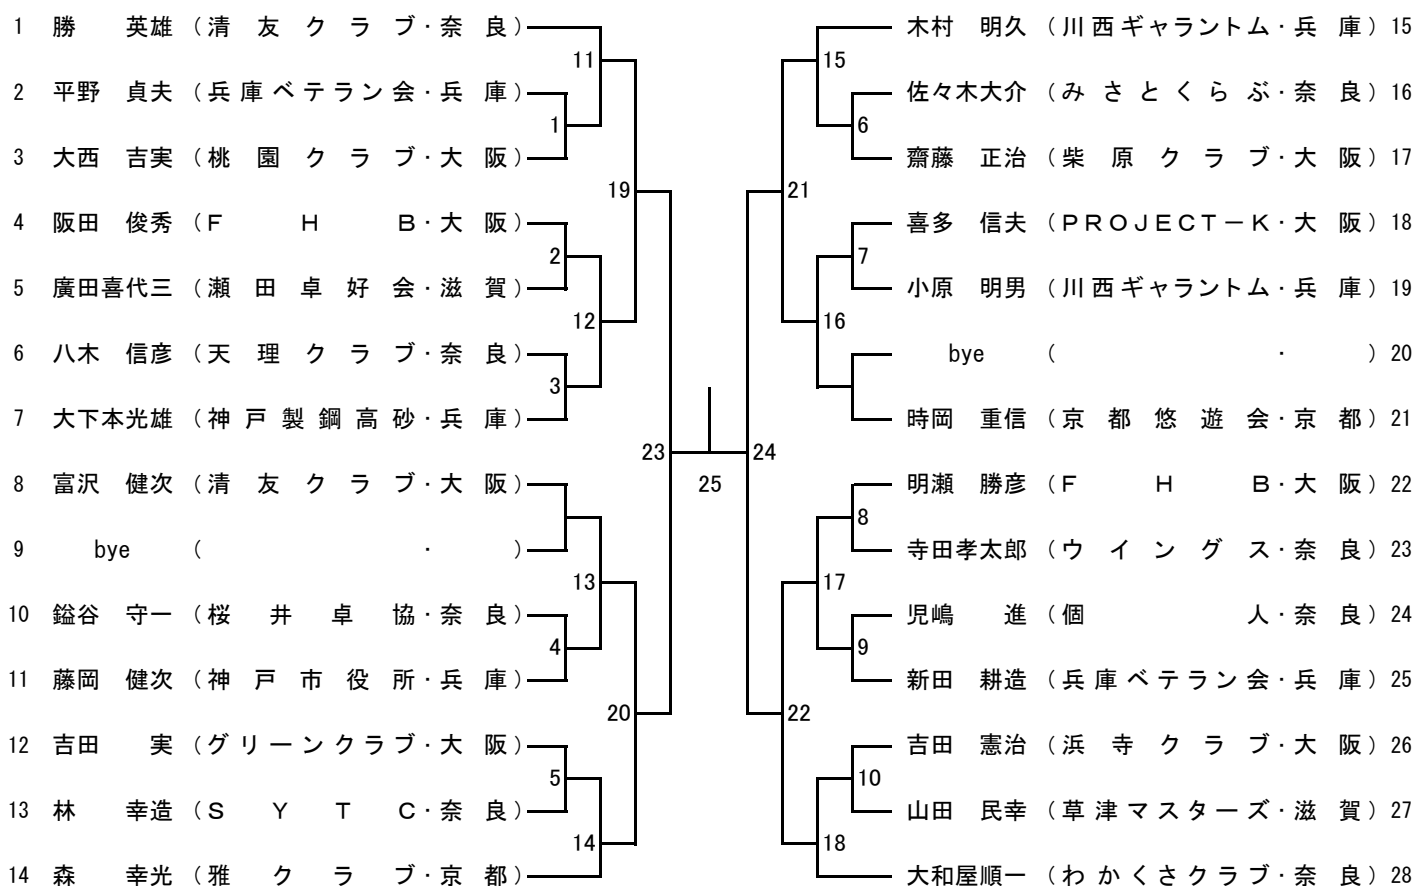 1 勝 英雄 (清友クラブ・奈良)
2 平野 貞夫 (兵庫ベテラン会・兵庫)
3 大西 吉実 (桃園クラブ・大阪)
4 阪田 俊秀 (FHB・大阪)
5 廣田喜代三 (瀬田卓好会・滋賀)
6 八木 信彦 (天理クラブ・奈良)
7 大下本光雄 (神戸製鋼高砂・兵庫)
8 富沢 健次 (清友クラブ・大阪)
9 bye ( ・ )
10 鎰谷 守一 (桜井卓協・奈良)
11 藤岡 健次 (神戸市役所・兵庫)
12 吉田 実 (グリーンクラブ・大阪)
13 林 幸造 (SYTC・奈良)
14 森 幸光 (雅クラブ・京都)
11
1
19
2
12
3
23
13
4
20
5
14
25
24
15
6
21
7
16
8
17
9
22
10
18
木村 明久 (川西ギャラントム・兵庫) 15
佐々木大介 (みさとくらぶ・奈良) 16
齋藤 正治 (柴原クラブ・大阪) 17
喜多 信夫 (PROJECT－K・大阪) 18
小原 明男 (川西ギャラントム・兵庫) 19
bye ( ・ ) 20
時岡 重信 (京都悠遊会・京都) 21
明瀬 勝彦 (FHB・大阪) 22
寺田孝太郎 (ウイングス・奈良) 23
児嶋 進 (個人・奈良) 24
新田 耕造 (兵庫ベテラン会・兵庫) 25
吉田 憲治 (浜寺クラブ・大阪) 26
山田 民幸 (草津マスターズ・滋賀) 27
大和屋順一 (わかくさクラブ・奈良) 28